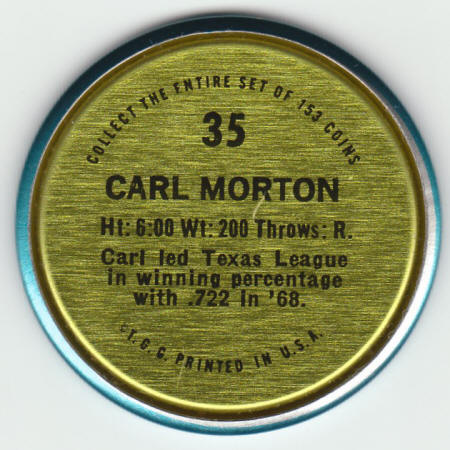 COLLECT THE ENTIRE SET OF 153 COINS
35
CARL MORTON
Ht: 6:00 Wt: 200 Throws: R.
Carl led Texas League
in winning percentage
with .722 in '68.
©T.C.G. PRINTED IN U.S.A.